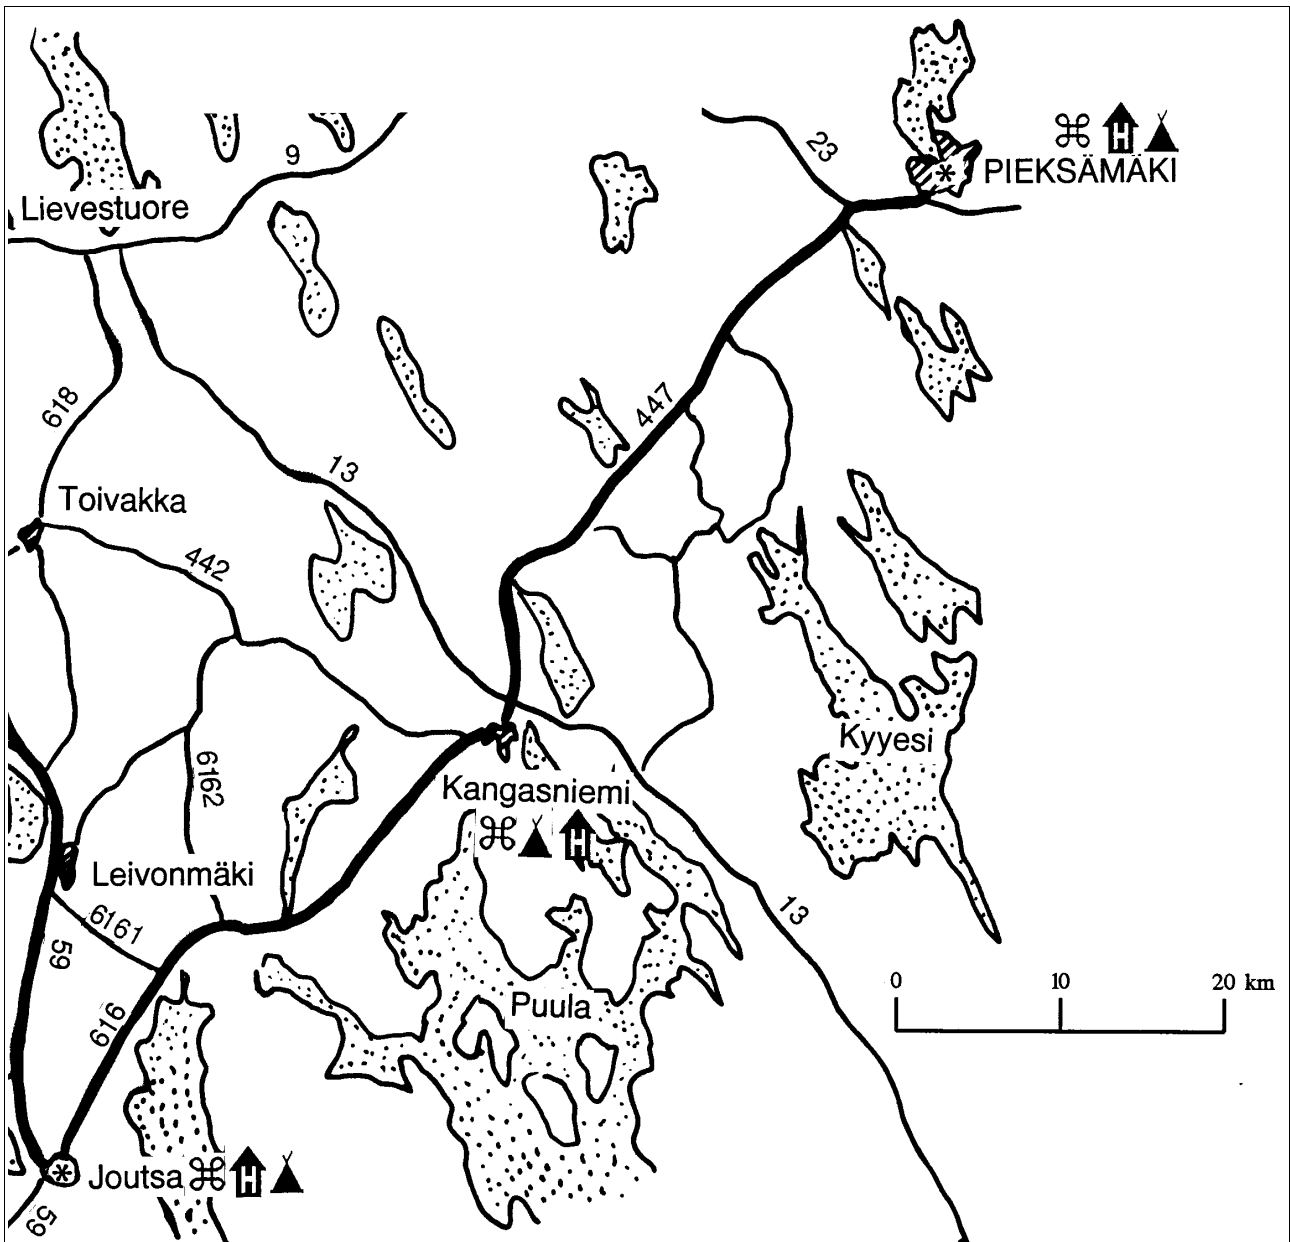 9
23
PIEKSÄMÄKI
Lievestuore
618
447
13
Toivakka
442
Kyyesi
6162
Kangasniemi
H
Leivonmäki
6161
59
13
0 10 20 km
Puula
616
Joutsa H
59